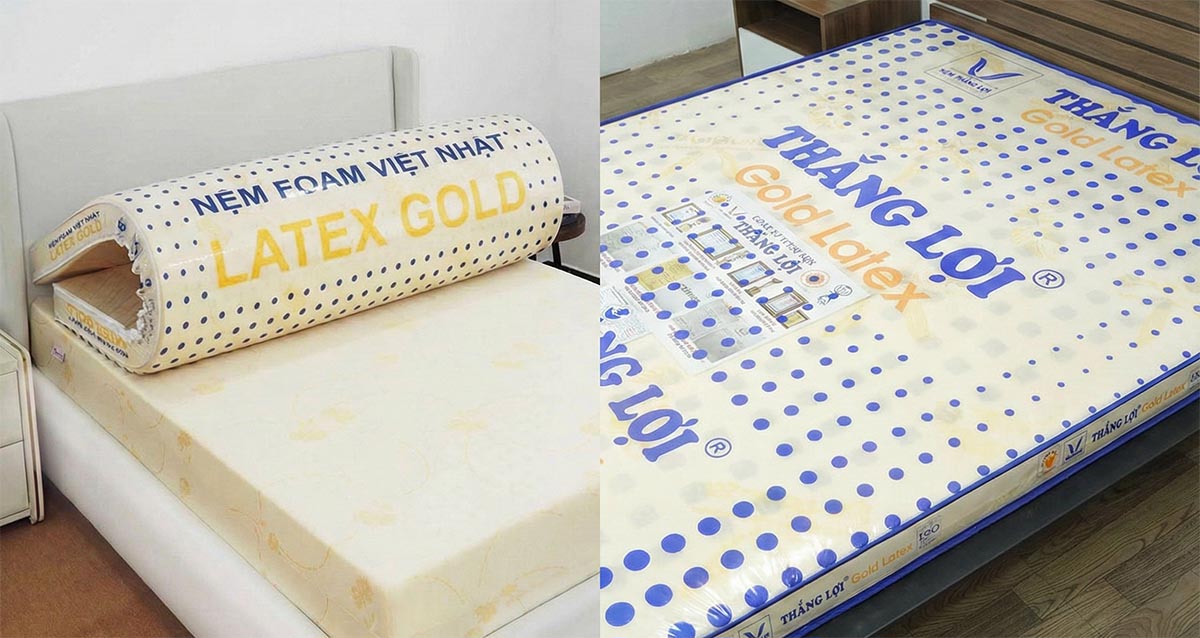 NỆM FOAM VIỆT NHẬT
LATEX GOLD
NỆM FOAM VIỆT NHẬT
LATEX GOLD
NỆM THẮNG LỢI
THẮNG LỢI
Gold Latex
THẮNG LỢI ®
Gold Latex
THẮNG LỢI
THẮNG LỢI ®
THẮNG LỢI® Gold Latex
THẮNG LỢI® Gold Latex
ISO